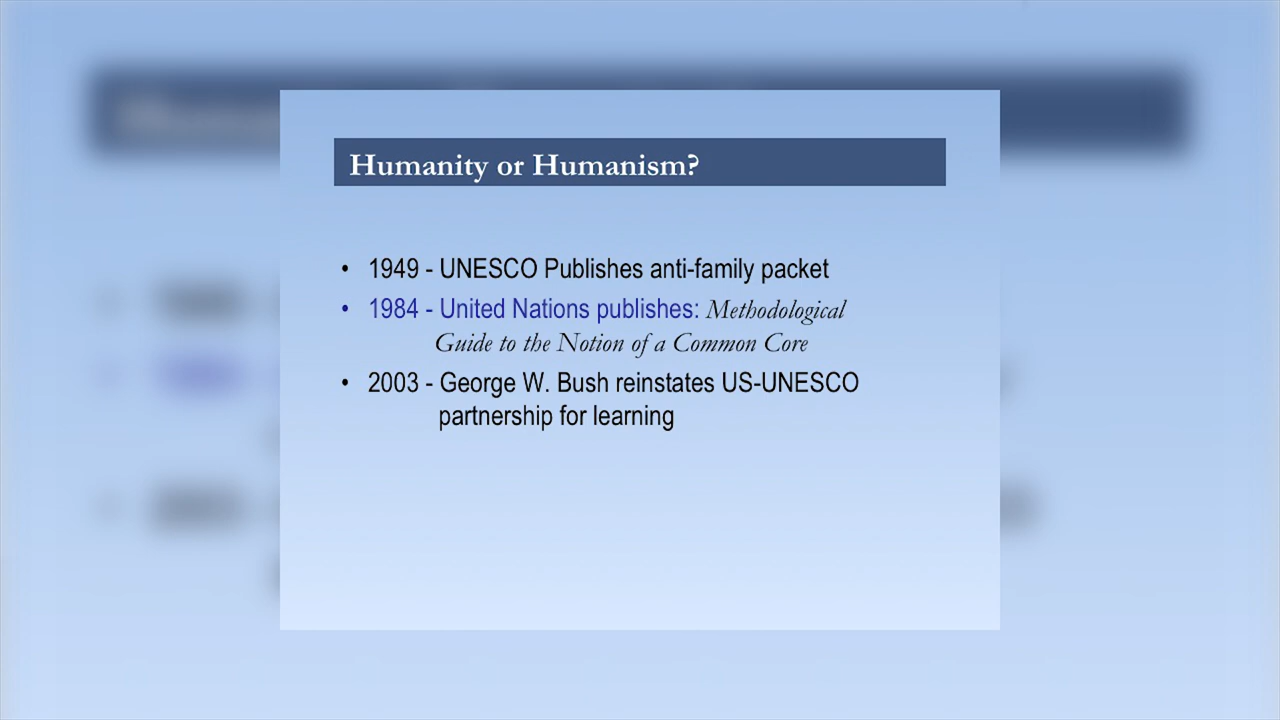 Humanity or Humanism?
• 1949 - UNESCO Publishes anti-family packet
• 1984 - United Nations publishes: Methodological
Guide to the Notion of a Common Core
• 2003 - George W. Bush reinstates US-UNESCO
partnership for learning